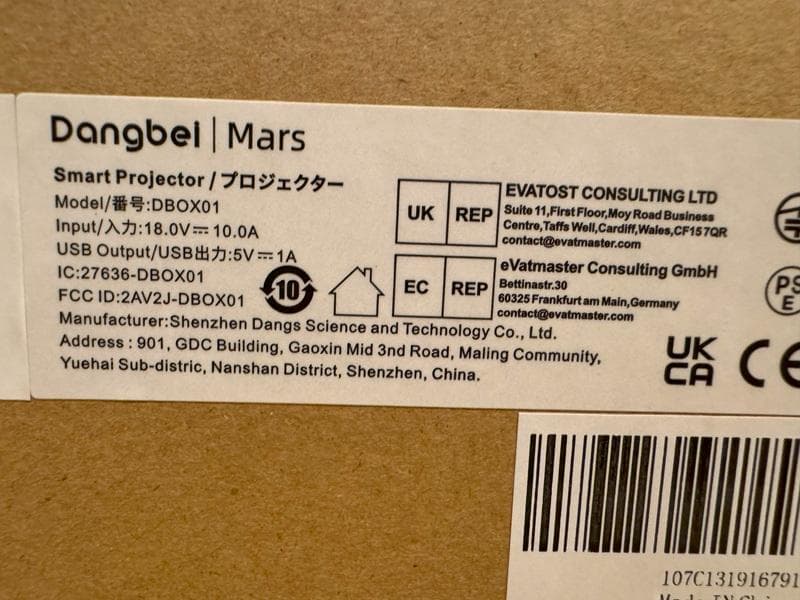 Dangbei | Mars
Smart Projector / プロジェクター
Model/番号:DBOX01
Input/入力:18.0V⎓10.0A
USB Output/USB出力:5V⎓1A
IC:27636-DBOX01
FCC ID:2AV2J-DBOX01
10
Manufacturer:Shenzhen Dangs Science and Technology Co., Ltd.
Address : 901, GDC Building, Gaoxin Mid 3nd Road, Maling Community,
Yuehai Sub-distric, Nanshan District, Shenzhen, China.
UK REP
EVATOST CONSULTING LTD
Suite 11,First Floor,Moy Road Business
Centre,Taffs Well,Cardiff,Wales,CF157QR
contact@evatmaster.com
EC REP
eVatmaster Consulting GmbH
Bettinastr.30
60325 Frankfurt am Main,Germany
contact@evatmaster.com
PS
E
UK
CA
CE
107C131916791